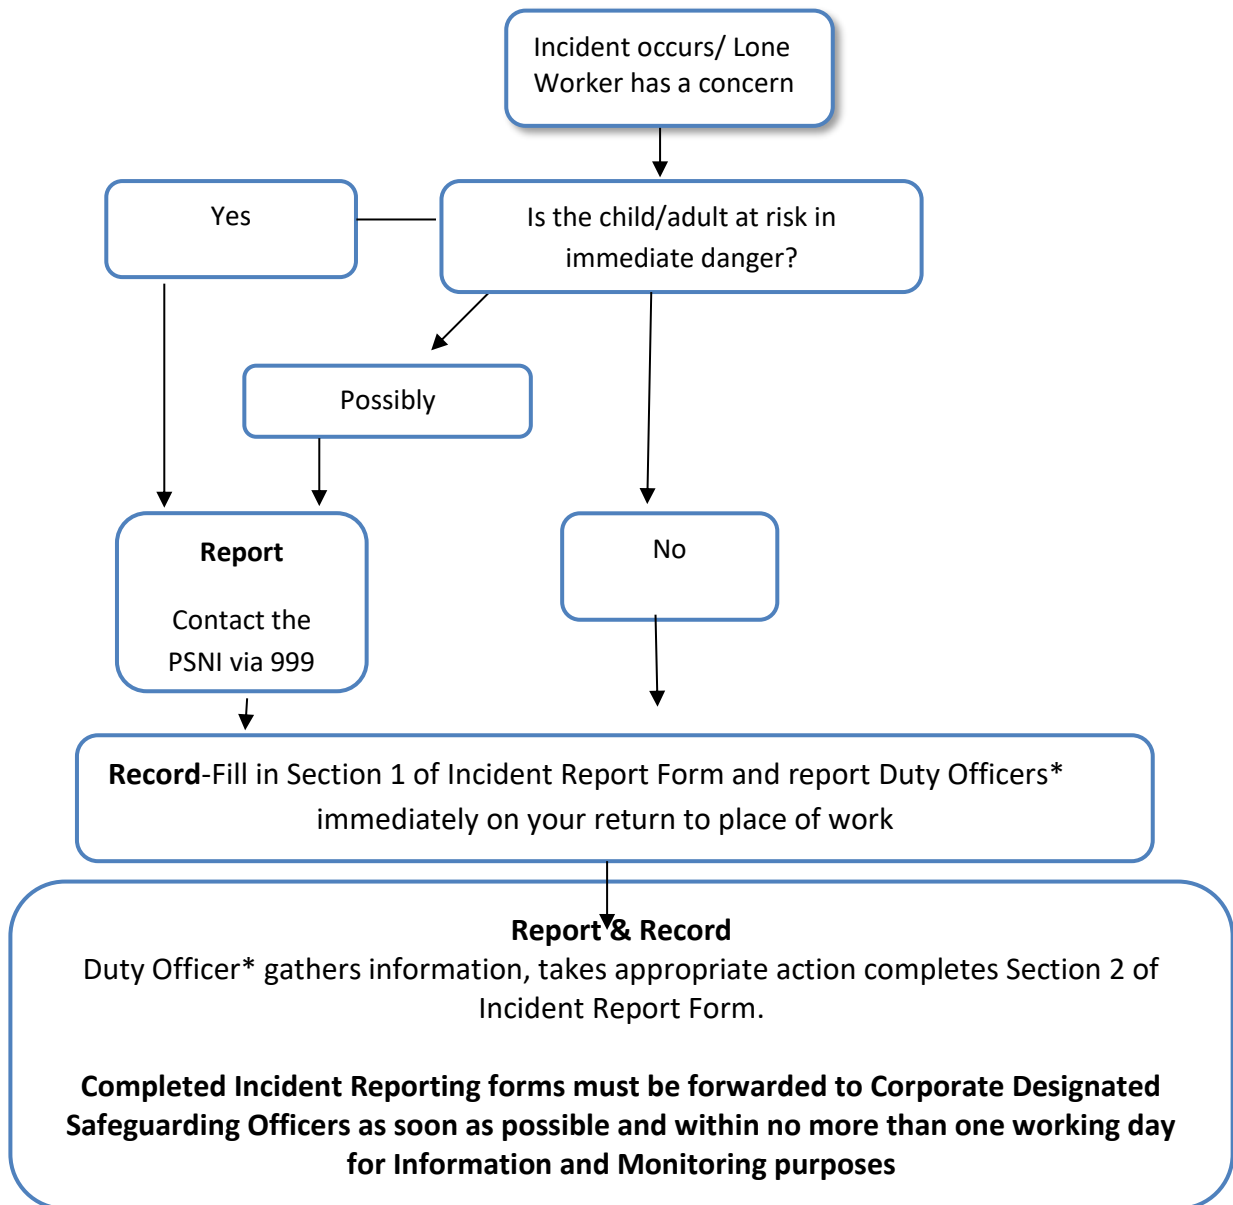 Incident occurs/ Lone
Worker has a concern
Yes
Is the child/adult at risk in
immediate danger?
Possibly
Report
Contact the
PSNI via 999
No
Record-Fill in Section 1 of Incident Report Form and report Duty Officers*
immediately on your return to place of work
Report & Record
Duty Officer* gathers information, takes appropriate action completes Section 2 of
Incident Report Form.
Completed Incident Reporting forms must be forwarded to Corporate Designated
Safeguarding Officers as soon as possible and within no more than one working day
for Information and Monitoring purposes